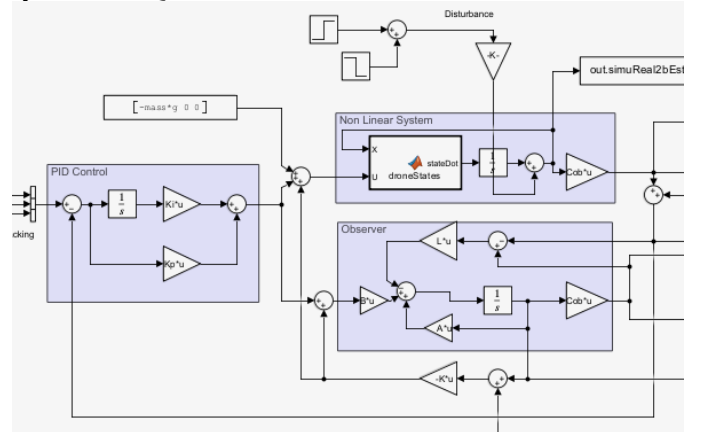 Disturbance
-K-
out.simuReal2bEst
[-mass*g 0 0]
Non Linear System
X
U
stateDot
droneStates
1
s
Cob*u
PID Control
1
s
Ki*u
Kp*u
cking
Observer
L*u
B*u
1
s
Cob*u
A*u
-K*u